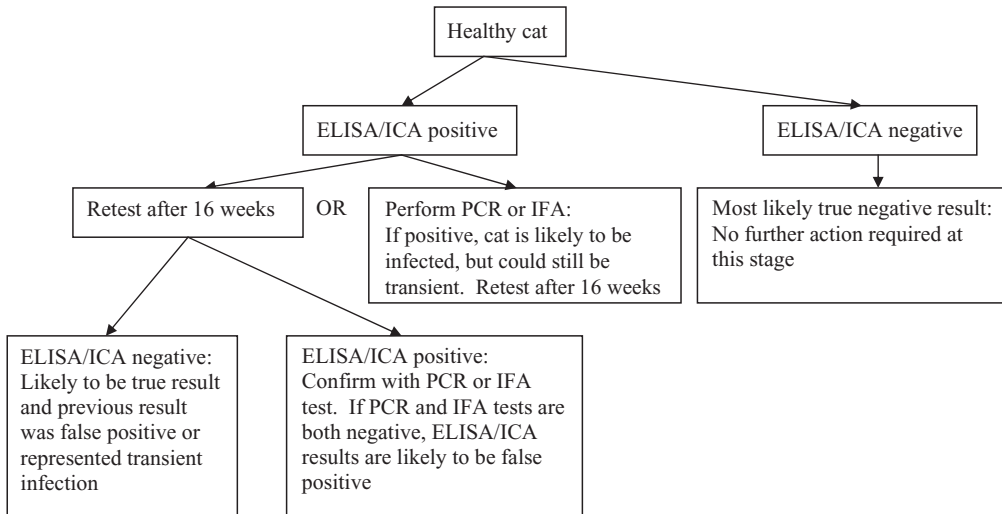 Healthy cat
ELISA/ICA positive
ELISA/ICA negative
Retest after 16 weeks
OR
Perform PCR or IFA:
If positive, cat is likely to be
infected, but could still be
transient. Retest after 16 weeks
Most likely true negative result:
No further action required at
this stage
ELISA/ICA negative:
Likely to be true result
and previous result
was false positive or
represented transient
infection
ELISA/ICA positive:
Confirm with PCR or IFA
test. If PCR and IFA tests are
both negative, ELISA/ICA
results are likely to be false
positive